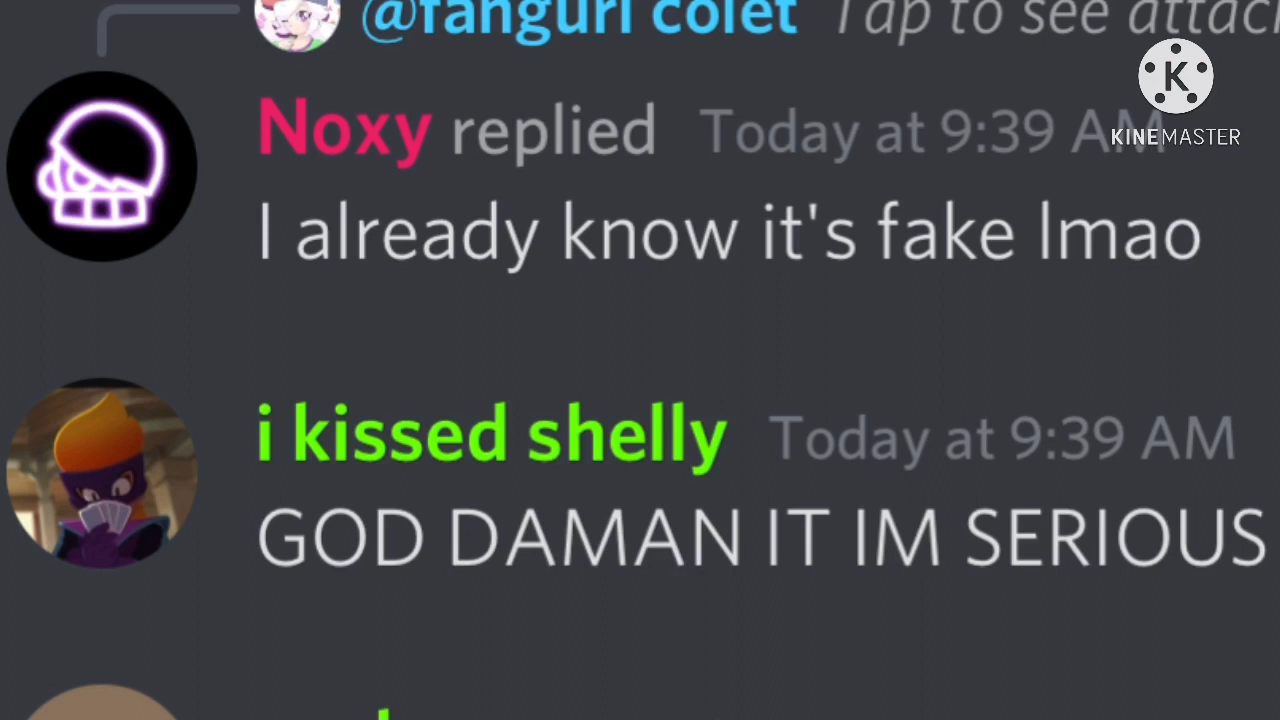 @fangurl colet Tap to see attac
Noxy replied Today at 9:39 AM
K
KINEMASTER
I already know it's fake lmao
i kissed shelly Today at 9:39 AM
GOD DAMAN IT IM SERIOUS